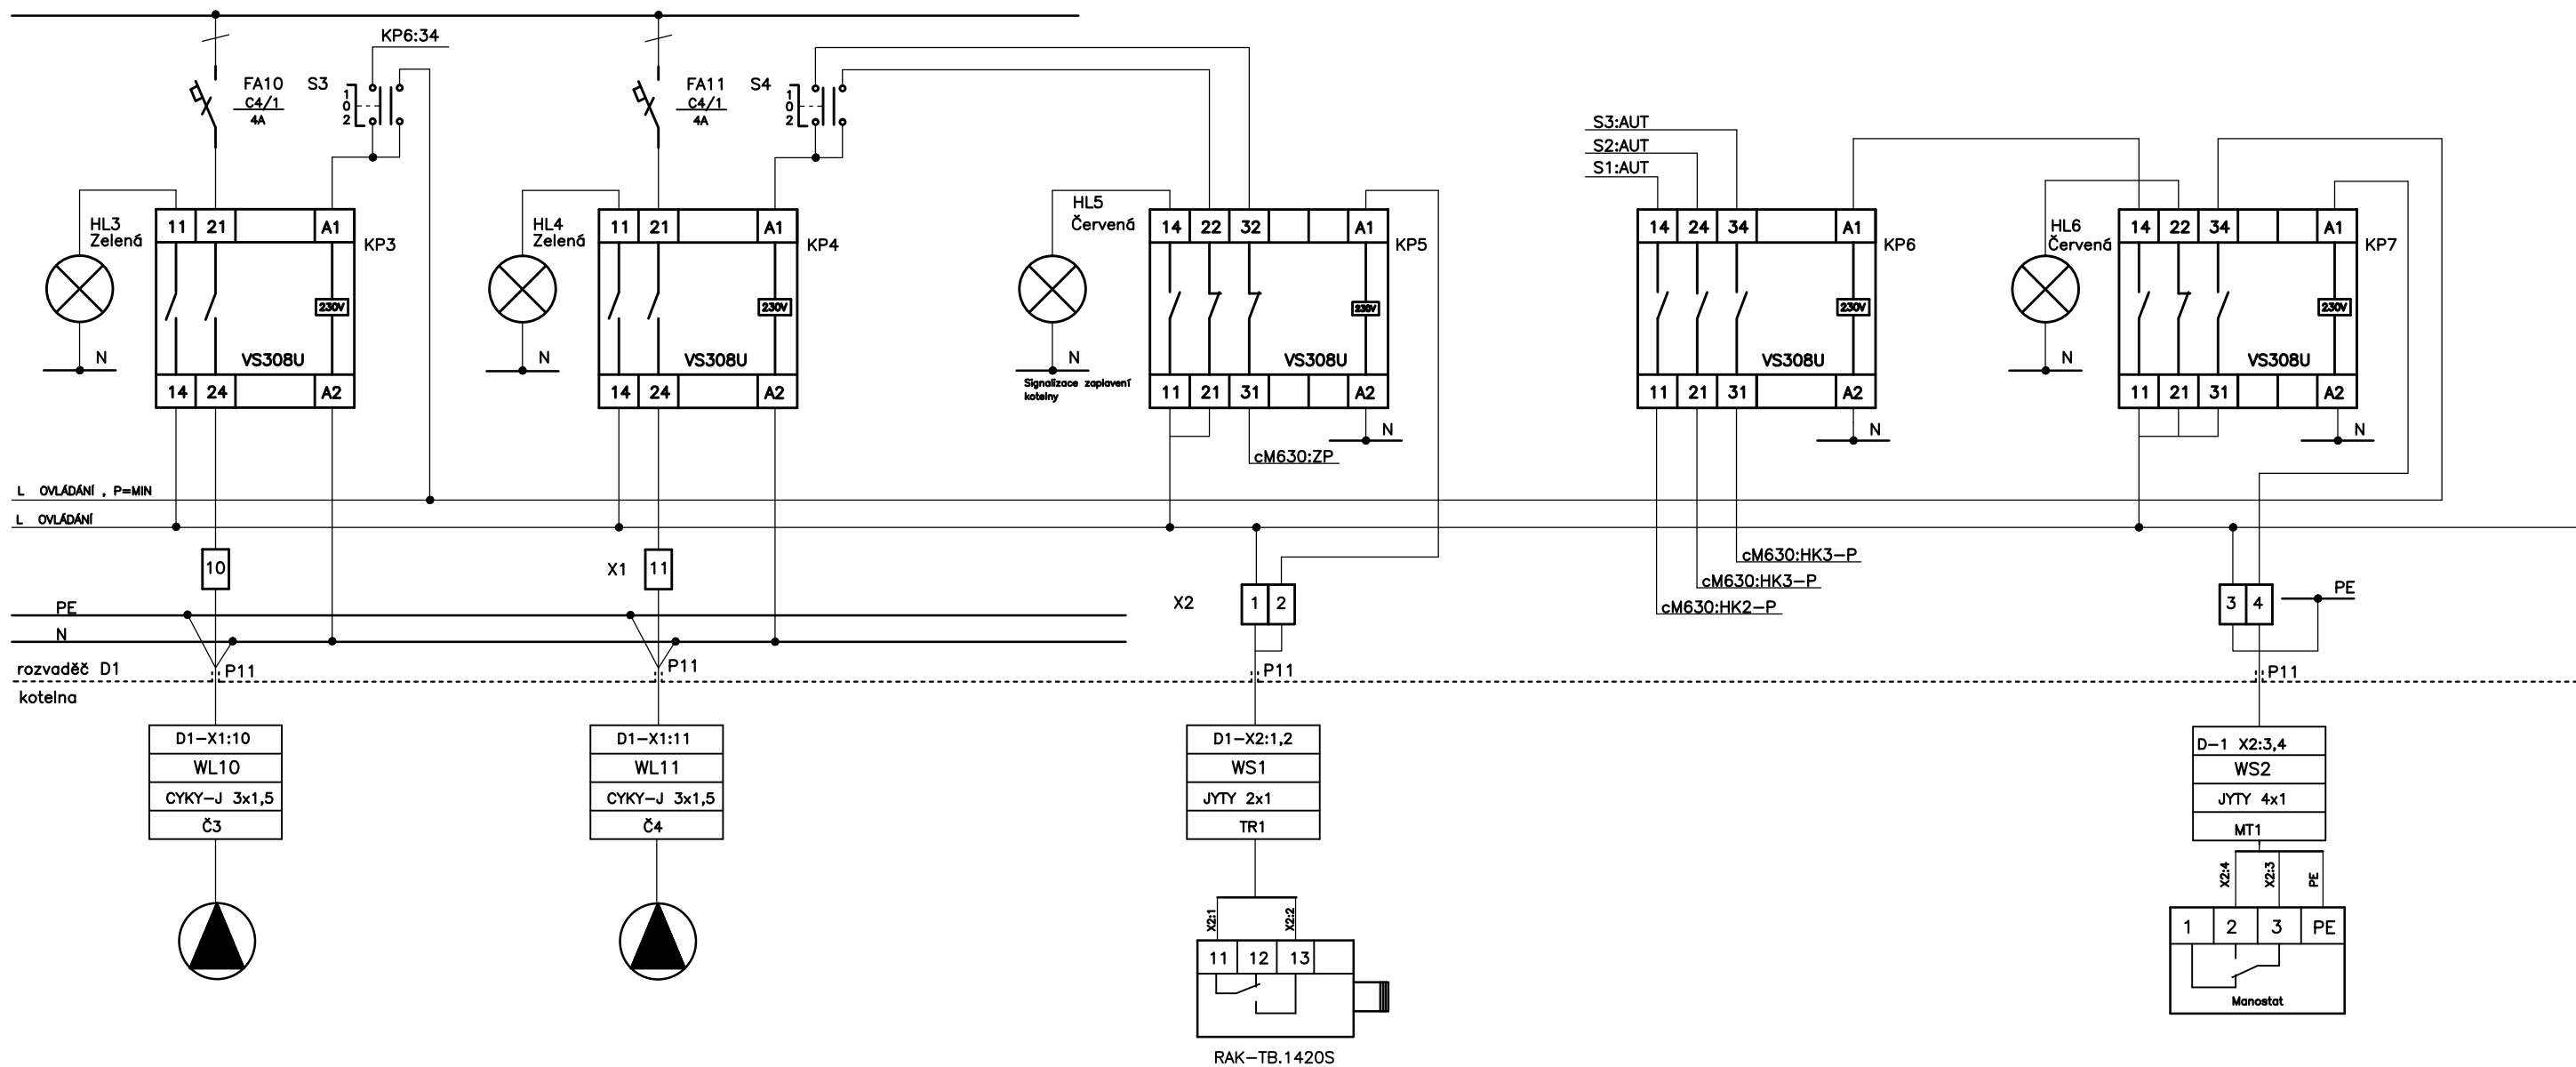 KP6:34
FA10
C4/1
4A
S3
1
0
2
FA11
C4/1
4A
S4
1
0
2
S3:AUT
S2:AUT
S1:AUT
HL3
Zelená
11 21 A1
KP3
230V
VS308U
14 24 A2
N
HL4
Zelená
11 21 A1
KP4
230V
VS308U
14 24 A2
N
HL5
Červená
14 22 32 A1
KP5
230V
VS308U
11 21 31 A2
N
Signalizace zaplavení
kotelny
N
cM630:ZP
14 24 34 A1
KP6
230V
VS308U
11 21 31 A2
N
HL6
Červená
14 22 34 A1
KP7
230V
VS308U
11 21 31 A2
N
N
L OVLÁDÁNÍ , P=MIN
L OVLÁDÁNÍ
10
X1 11
X2 1 2
cM630:HK3-P
cM630:HK3-P
cM630:HK2-P
3 4
PE
PE
N
rozvaděč D1
kotelna
P11
P11
P11
P11
D1-X1:10
WL10
CYKY-J 3x1,5
Č3
D1-X1:11
WL11
CYKY-J 3x1,5
Č4
D1-X2:1,2
WS1
JYTY 2x1
TR1
X2:1
X2:2
11 12 13
RAK-TB.1420S
D-1 X2:3,4
WS2
JYTY 4x1
MT1
X2:4
X2:3
PE
1 2 3 PE
Manostat